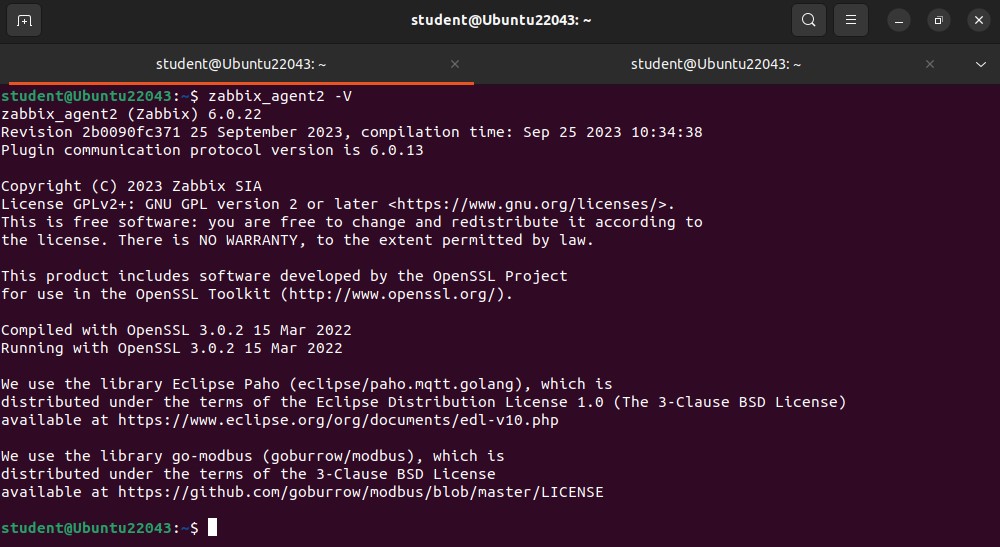 student@Ubuntu22043: ~
student@Ubuntu22043: ~
student@Ubuntu22043: ~
student@Ubuntu22043:~$ zabbix_agent2 -V
zabbix_agent2 (Zabbix) 6.0.22
Revision 2b0090fc371 25 September 2023, compilation time: Sep 25 2023 10:34:38
Plugin communication protocol version is 6.0.13

Copyright (C) 2023 Zabbix SIA
License GPLv2+: GNU GPL version 2 or later <https://www.gnu.org/licenses/>.
This is free software: you are free to change and redistribute it according to
the license. There is NO WARRANTY, to the extent permitted by law.

This product includes software developed by the OpenSSL Project
for use in the OpenSSL Toolkit (http://www.openssl.org/).

Compiled with OpenSSL 3.0.2 15 Mar 2022
Running with OpenSSL 3.0.2 15 Mar 2022

We use the library Eclipse Paho (eclipse/paho.mqtt.golang), which is
distributed under the terms of the Eclipse Distribution License 1.0 (The 3-Clause BSD License)
available at https://www.eclipse.org/org/documents/edl-v10.php

We use the library go-modbus (goburrow/modbus), which is
distributed under the terms of the 3-Clause BSD License
available at https://github.com/goburrow/modbus/blob/master/LICENSE

student@Ubuntu22043:~$